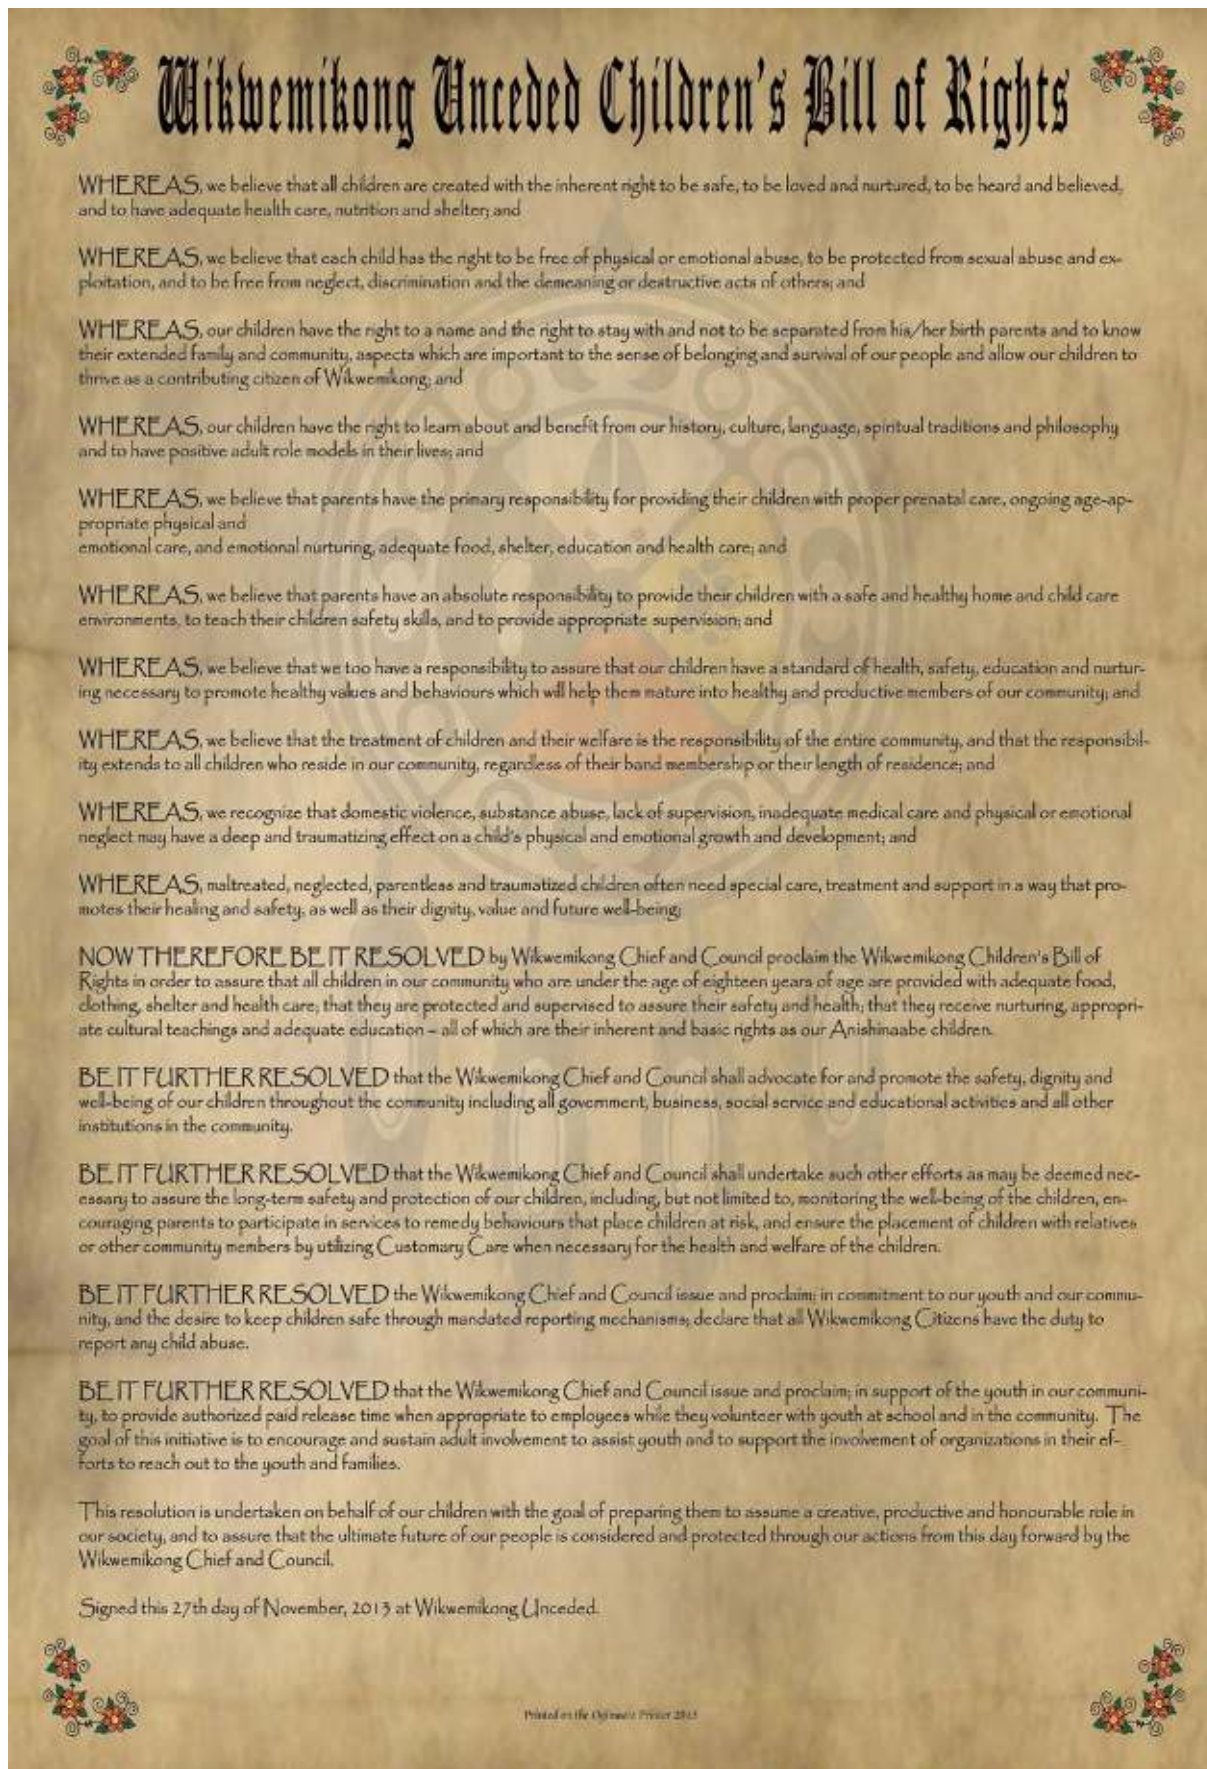 Wikwemikong Unceded Children's Bill of Rights
WHEREAS, we believe that all children are created with the inherent right to be safe, to be loved and nurtured, to be heard and believed,
and to have adequate health care, nutrition and shelter; and
WHEREAS, we believe that each child has the right to be free of physical or emotional abuse, to be protected from sexual abuse and ex-
ploitation, and to be free from neglect, discrimination and the demeaning or destructive acts of others; and
WHEREAS, our children have the right to a name and the right to stay with and not to be separated from his/her birth parents and to know
their extended family and community, aspects which are important to the sense of belonging and survival of our people and allow our children to
thrive as a contributing citizen of Wikwemikong; and
WHEREAS, our children have the right to learn about and benefit from our history, culture, language, spiritual traditions and philosophy
and to have positive adult role models in their lives; and
WHEREAS, we believe that parents have the primary responsibility for providing their children with proper prenatal care, ongoing age-ap-
propriate physical and
emotional care, and emotional nurturing, adequate food, shelter, education and health care; and
WHEREAS, we believe that parents have an absolute responsibility to provide their children with a safe and healthy home and child care
environments, to teach their children safety skills, and to provide appropriate supervision; and
WHEREAS, we believe that we too have a responsibility to assure that our children have a standard of health, safety, education and nurtur-
ing necessary to promote healthy values and behaviours which will help them mature into healthy and productive members of our community; and
WHEREAS, we believe that the treatment of children and their welfare is the responsibility of the entire community, and that the responsibil-
ity extends to all children who reside in our community, regardless of their band membership or their length of residence; and
WHEREAS, we recognize that domestic violence, substance abuse, lack of supervision, inadequate medical care and physical or emotional
neglect may have a deep and traumatizing effect on a child's physical and emotional growth and development; and
WHEREAS, maltreated, neglected, parentless and traumatized children often need special care, treatment and support in a way that pro-
motes their healing and safety, as well as their dignity, value and future well-being;
NOW THEREFORE BE IT RESOLVED by Wikwemikong Chief and Council proclaim the Wikwemikong Children's Bill of
Rights in order to assure that all children in our community who are under the age of eighteen years of age are provided with adequate food,
clothing, shelter and health care; that they are protected and supervised to assure their safety and health; that they receive nurturing, appropri-
ate cultural teachings and adequate education – all of which are their inherent and basic rights as our Anishinaabe children.
BE IT FURTHER RESOLVED that the Wikwemikong Chief and Council shall advocate for and promote the safety, dignity and
well-being of our children throughout the community including all government, business, social service and educational activities and all other
institutions in the community.
BE IT FURTHER RESOLVED that the Wikwemikong Chief and Council shall undertake such other efforts as may be deemed nec-
essary to assure the long-term safety and protection of our children, including, but not limited to, monitoring the well-being of the children, en-
couraging parents to participate in services to remedy behaviours that place children at risk, and ensure the placement of children with relatives
or other community members by utilizing Customary Care when necessary for the health and welfare of the children.
BE IT FURTHER RESOLVED the Wikwemikong Chief and Council issue and proclaim; in commitment to our youth and our commu-
nity, and the desire to keep children safe through mandated reporting mechanisms; declare that all Wikwemikong Citizens have the duty to
report any child abuse.
BE IT FURTHER RESOLVED that the Wikwemikong Chief and Council issue and proclaim; in support of the youth in our communi-
ty, to provide authorized paid release time when appropriate to employees while they volunteer with youth at school and in the community. The
goal of this initiative is to encourage and sustain adult involvement to assist youth and to support the involvement of organizations in their ef-
forts to reach out to the youth and families.
This resolution is undertaken on behalf of our children with the goal of preparing them to assume a creative, productive and honourable role in
our society, and to assure that the ultimate future of our people is considered and protected through our actions from this day forward by the
Wikwemikong Chief and Council.
Signed this 27th day of November, 2013 at Wikwemikong Unceded.
Printed on the Printer 2013